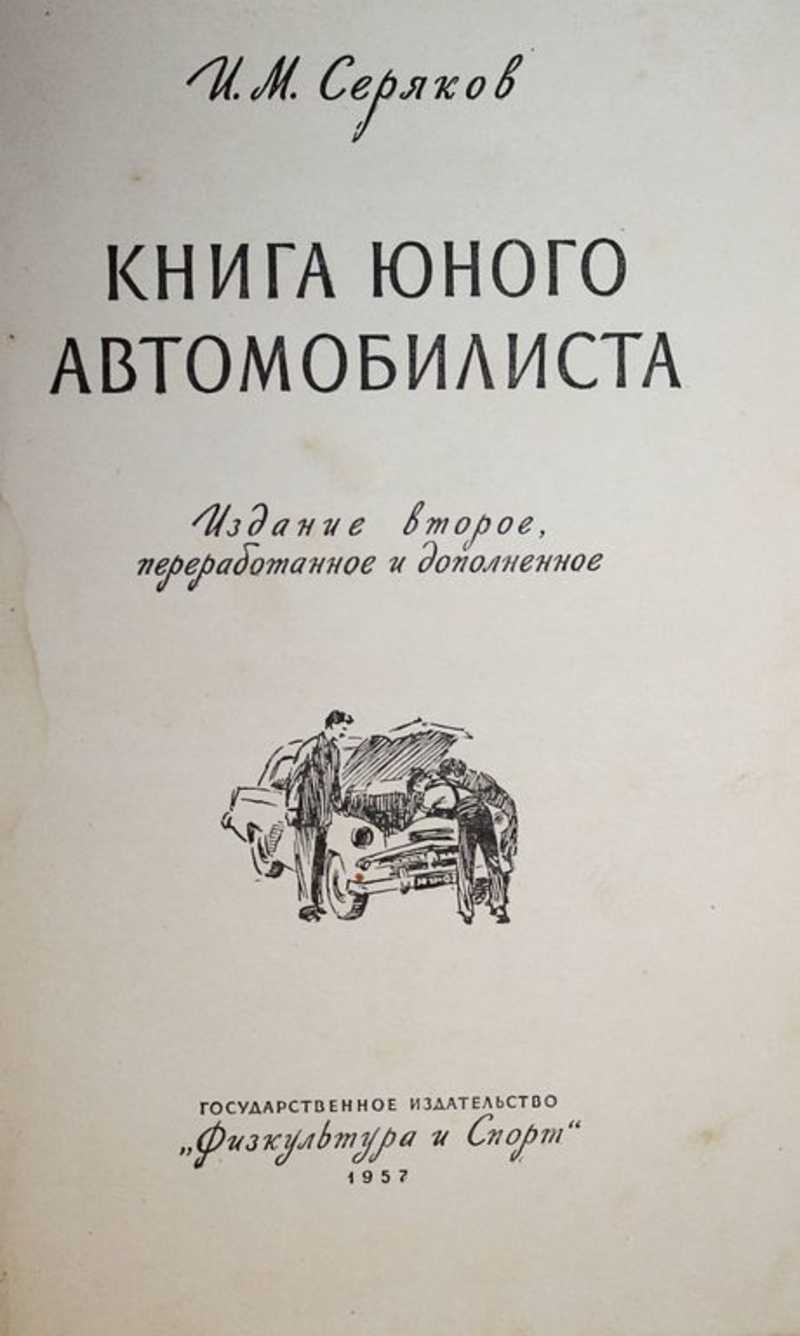 И. М. Серяков
КНИГА ЮНОГО
АВТОМОБИЛИСТА
Издание второе,
переработанное и дополненное
ГОСУДАРСТВЕННОЕ ИЗДАТЕЛЬСТВО
„Физкультура и Спорт“
1957